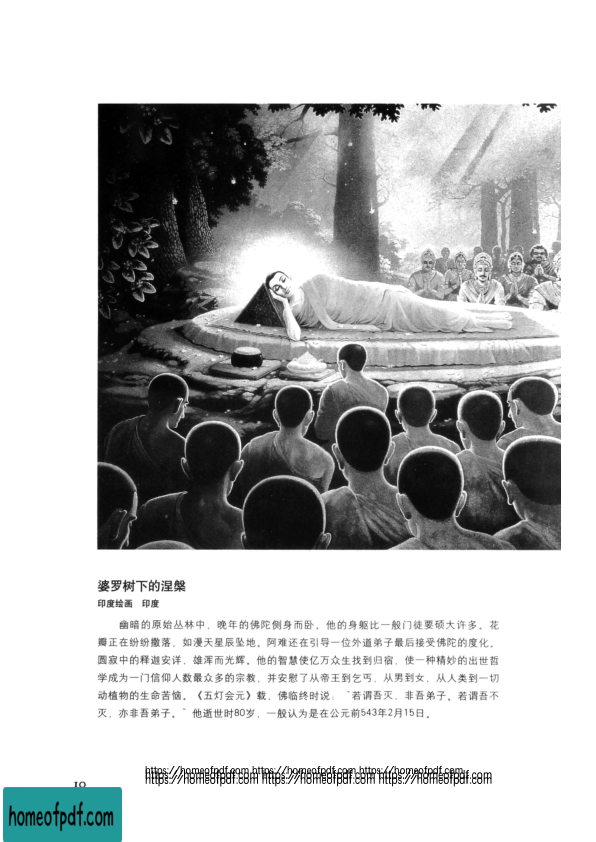 婆罗树下的涅槃
印度绘画 印度
幽暗的原始丛林中，晚年的佛陀侧身而卧。他的身躯比一般门徒要硕大许多。花
瓣正在纷纷撒落，如漫天星辰坠地。阿难还在引导一位外道弟子最后接受佛陀的度化。
圆寂中的释迦安详，雄浑而光辉。他的智慧使亿万众生找到归宿，使一种精妙的出世哲
学成为一门信仰人数最众多的宗教，并安慰了从帝王到乞丐，从男到女，从人类到一切
动植物的生命苦恼。《五灯会元》载，佛临终时说：“若谓吾灭，非吾弟子。若谓吾不
灭，亦非吾弟子。”他逝世时80岁，一般认为是在公元前543年2月15日。
https://homeofpdf.com https://homeofpdf.com https://homeofpdf.com
https://homeofpdf.com https://homeofpdf.com https://homeofpdf.com
https://homeofpdf.com https://homeofpdf.com https://homeofpdf.com
10
homeofpdf.com